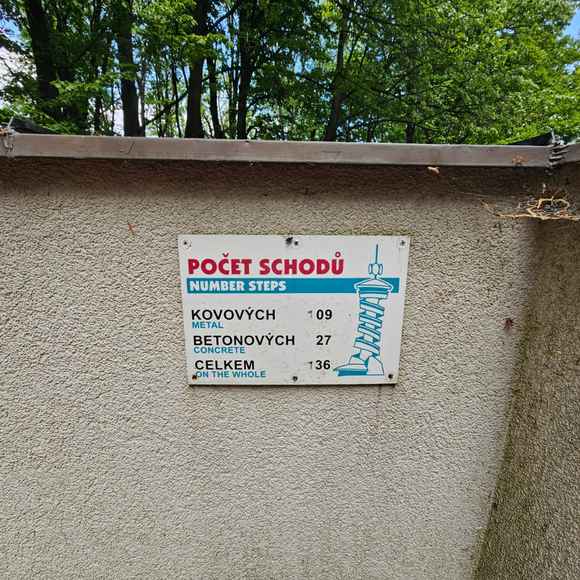 POČET SCHODŮ
NUMBER STEPS
KOVOVÝCH 109
METAL
BETONOVÝCH 27
CONCRETE
CELKEM 136
ON THE WHOLE